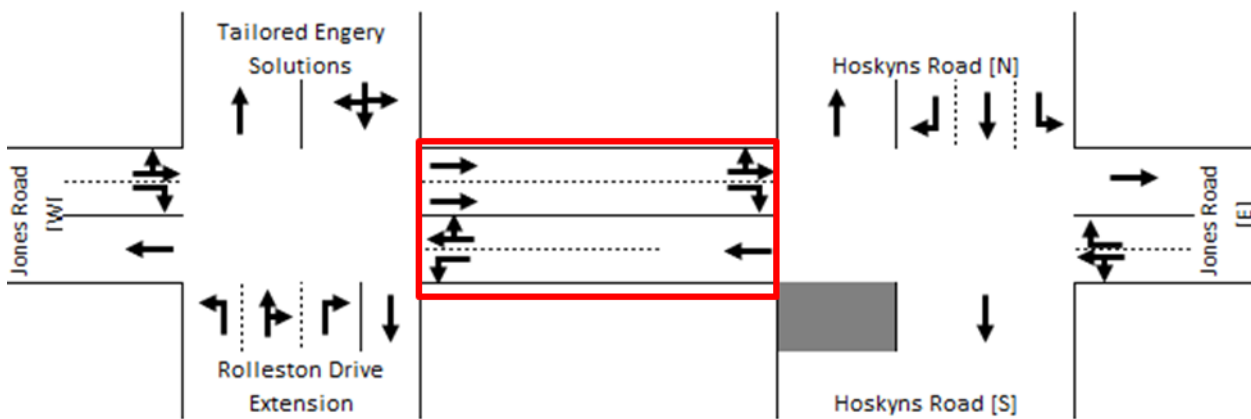 Tailored Engery
Solutions
Hoskyns Road [N]
Jones Road
[W]
Jones Road
[E]
Rolleston Drive
Extension
Hoskyns Road [S]